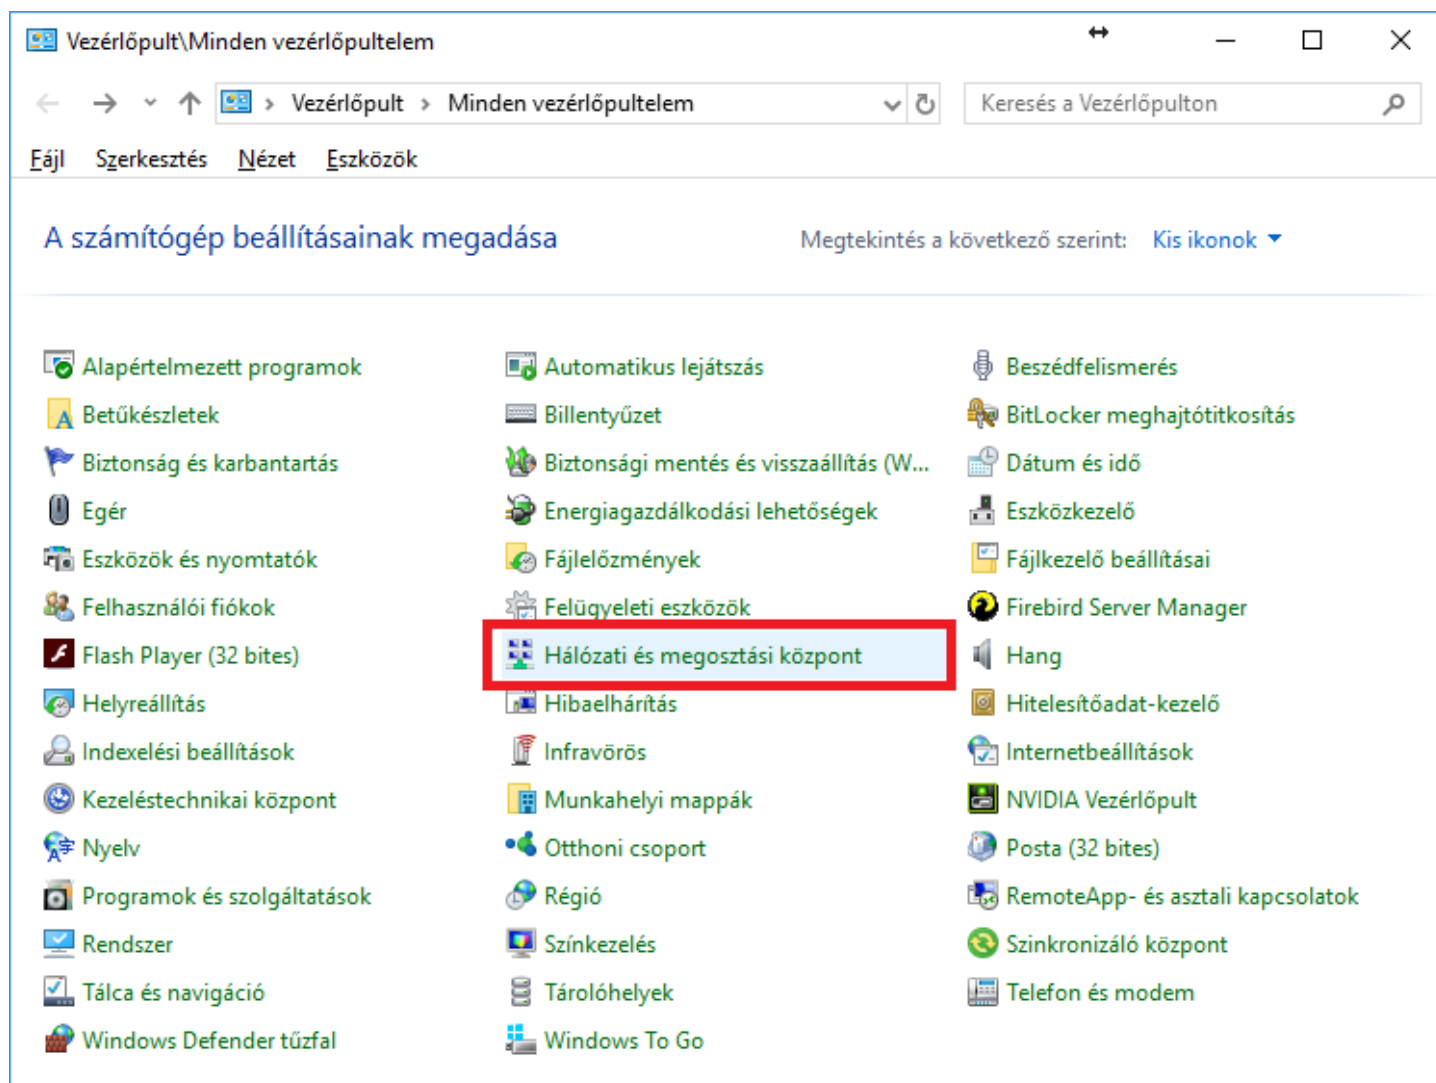 Vezérlőpult\Minden vezérlőpultelem
Vezérlőpult > Minden vezérlőpultelem
Keresés a Vezérlőpulton
Fájl Szerkesztés Nézet Eszközök
A számítógép beállításainak megadása
Megtekintés a következő szerint: Kis ikonok
Alapértelmezett programok
Automatikus lejátszás
Beszédfelismerés
Betűkészletek
Billentyűzet
BitLocker meghajtótitkosítás
Biztonság és karbantartás
Biztonsági mentés és visszaállítás (W...
Dátum és idő
Egér
Energiagazdálkodási lehetőségek
Eszközkezelő
Eszközök és nyomtatók
Fájlelőzmények
Fájlkezelő beállításai
Felhasználói fiókok
Felügyeleti eszközök
Firebird Server Manager
Flash Player (32 bites)
Hálózati és megosztási központ
Hang
Helyreállítás
Hibaelhárítás
Hitelesítőadat-kezelő
Indexelési beállítások
Infravörös
Internetbeállítások
Kezeléstechnikai központ
Munkahelyi mappák
NVIDIA Vezérlőpult
Nyelv
Otthoni csoport
Posta (32 bites)
Programok és szolgáltatások
Régió
RemoteApp- és asztali kapcsolatok
Rendszer
Színkezelés
Szinkronizáló központ
Tálca és navigáció
Tárolóhelyek
Telefon és modem
Windows Defender tűzfal
Windows To Go